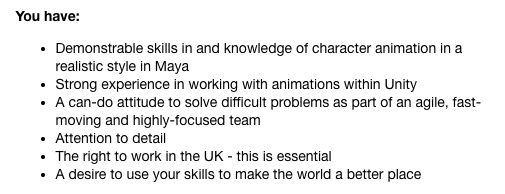 You have:
• Demonstrable skills in and knowledge of character animation in a
realistic style in Maya
• Strong experience in working with animations within Unity
• A can-do attitude to solve difficult problems as part of an agile, fast-
moving and highly-focused team
• Attention to detail
• The right to work in the UK - this is essential
• A desire to use your skills to make the world a better place